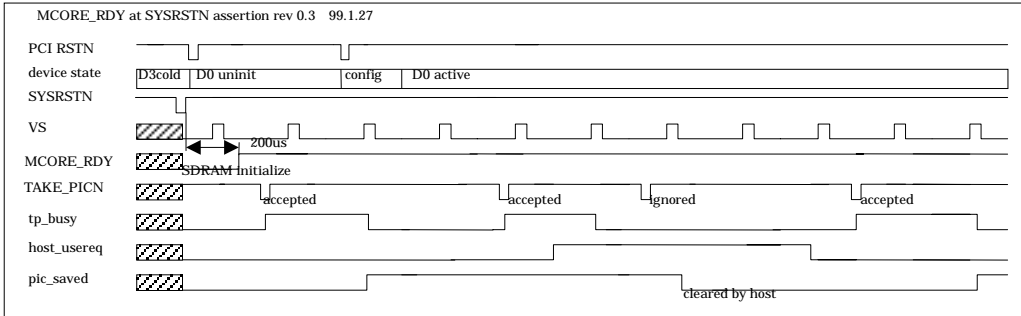 MCORE_RDY at SYSRSTN assertion rev 0.3 99.1.27
PCI RSTN
device state D3cold D0 uninit config D0 active
SYSRSTN
VS
200us
MCORE_RDY
SDRAM initialize
TAKE_PICN
accepted accepted ignored accepted
tp_busy
host_usereq
pic_saved
cleared by host